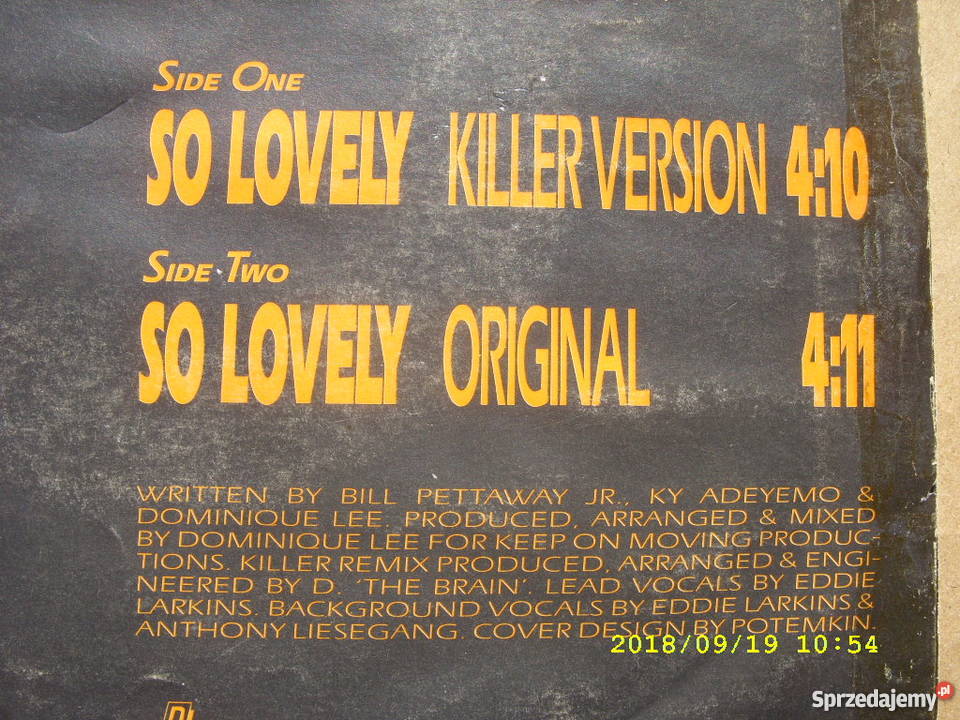 SIDE ONE
SO LOVELY KILLER VERSION 4:10
SIDE TWO
SO LOVELY ORIGINAL 4:11
WRITTEN BY BILL PETTAWAY JR., KY ADEYEMO &
DOMINIQUE LEE. PRODUCED, ARRANGED & MIXED
BY DOMINIQUE LEE FOR KEEP ON MOVING PRODUC-
TIONS. KILLER REMIX PRODUCED, ARRANGED & ENGI-
NEERED BY D. 'THE BRAIN'. LEAD VOCALS BY EDDIE
LARKINS. BACKGROUND VOCALS BY EDDIE LARKINS &
ANTHONY LIESEGANG. COVER DESIGN BY POTEMKIN.
2018/09/19 10:54
Sprzedajemy.pl